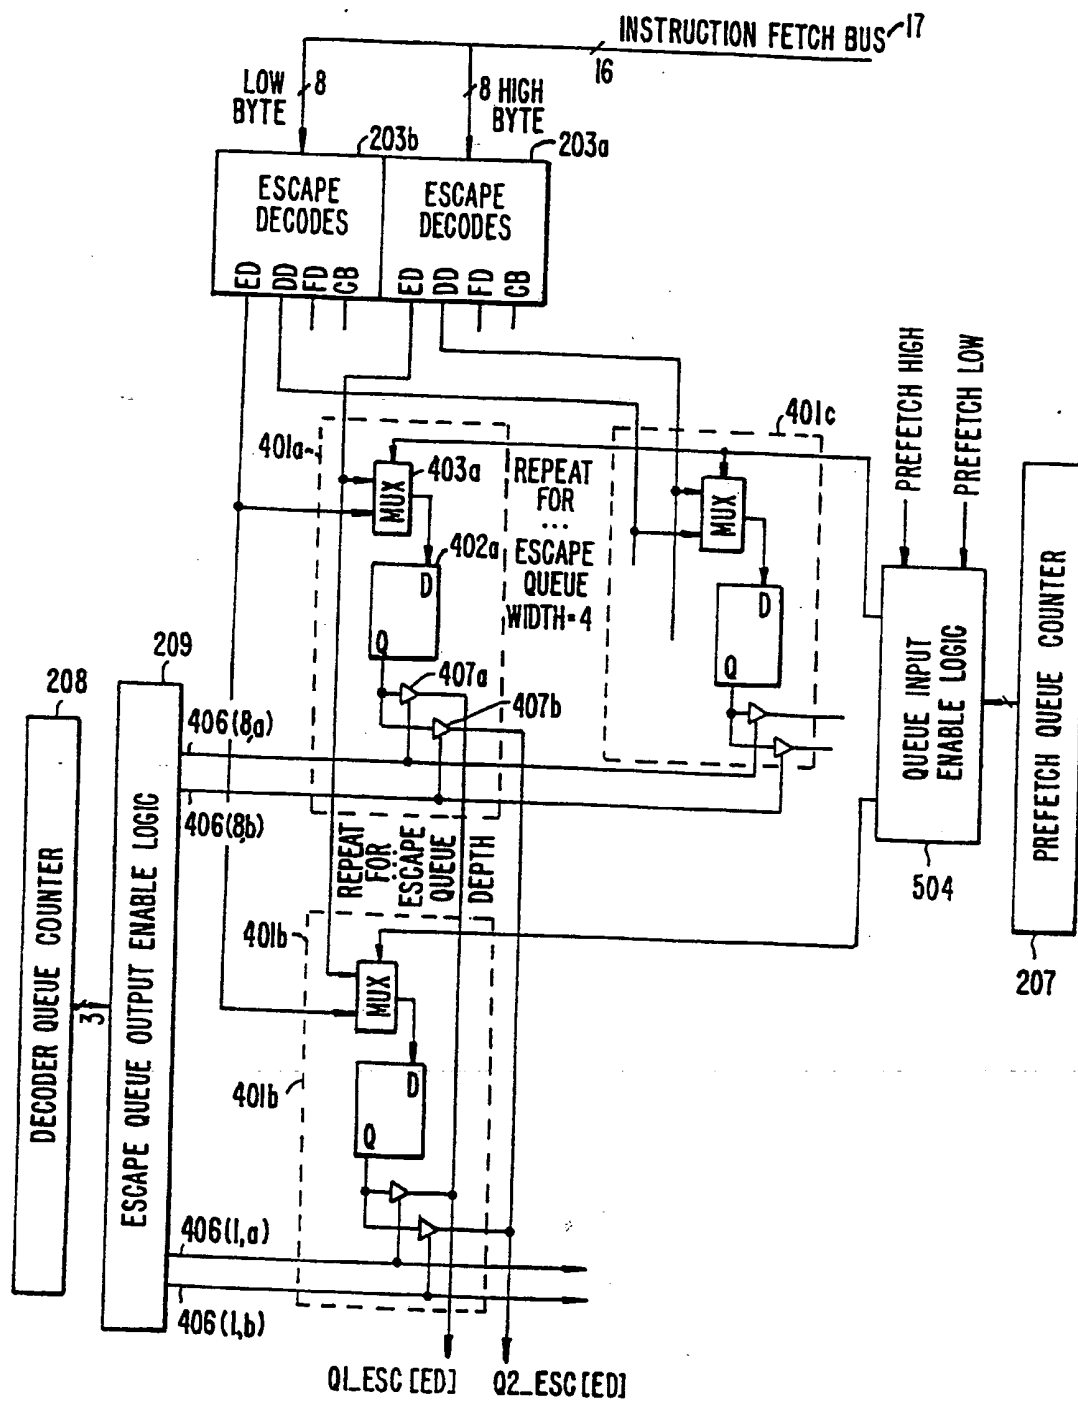 INSTRUCTION FETCH BUS
17
16
LOW
BYTE
8
8 HIGH
BYTE
203b
203a
ESCAPE
DECODES
ESCAPE
DECODES
ED DD FD CB
ED DD FD CB
PREFETCH HIGH
PREFETCH LOW
401a
403a
MUX
402a
D
Q
407a
407b
REPEAT
FOR
...
ESCAPE
QUEUE
WIDTH=4
401c
MUX
D
Q
QUEUE INPUT
ENABLE LOGIC
504
PREFETCH QUEUE COUNTER
207
208
DECODER QUEUE COUNTER
3
209
ESCAPE QUEUE OUTPUT ENABLE LOGIC
406(8,a)
406(8,b)
REPEAT
FOR
...
ESCAPE
QUEUE
DEPTH
401b
MUX
D
Q
401b
406(1,a)
406(1,b)
Q1_ESC[ED]
Q2_ESC[ED]